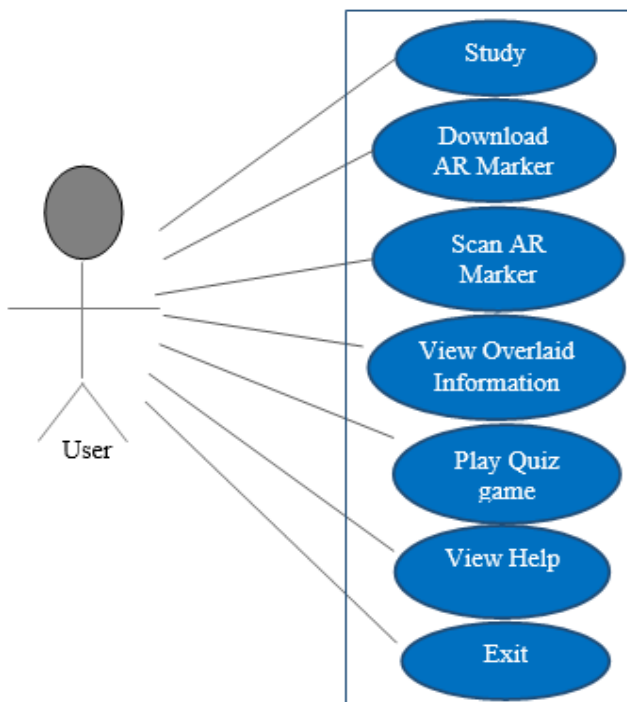 Study
Download
AR Marker
Scan AR
Marker
View Overlaid
Information
User
Play Quiz
game
View Help
Exit